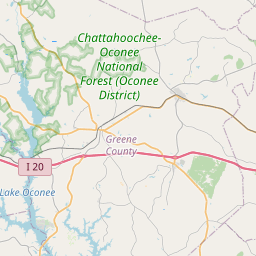 Chattahoochee-
Oconee
National
Forest (Oconee
District)
Greene
County
I 20
Lake Oconee